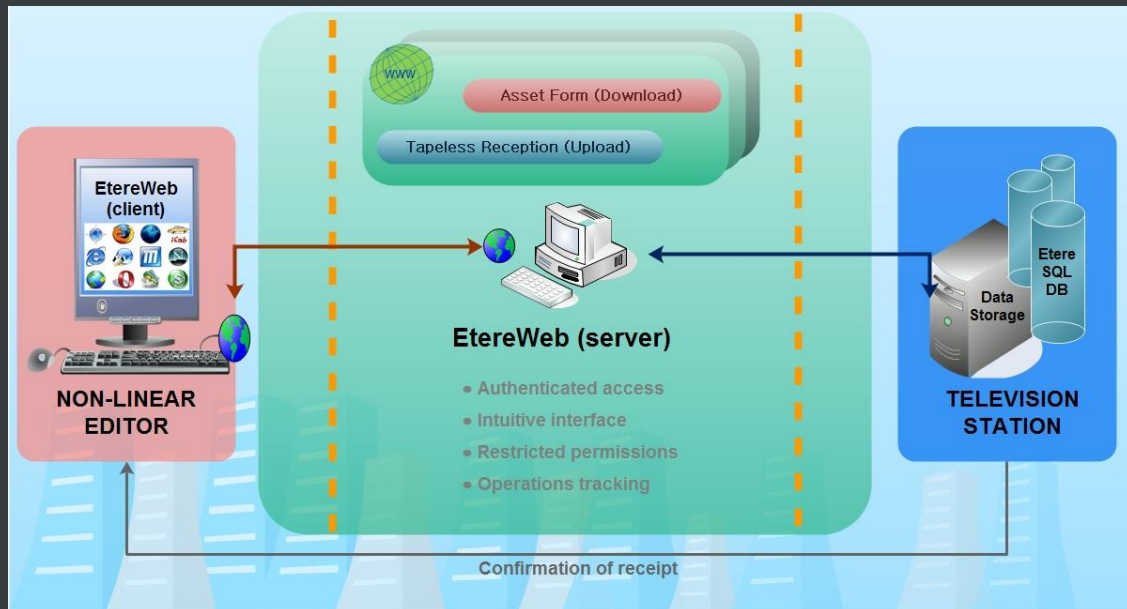 www
Asset Form (Download)
Tapeless Reception (Upload)
EtereWeb
(client)
iCab
NON-LINEAR
EDITOR
EtereWeb (server)
• Authenticated access
• Intuitive interface
• Restricted permissions
• Operations tracking
Data
Storage
Etere
SQL
DB
TELEVISION
STATION
Confirmation of receipt